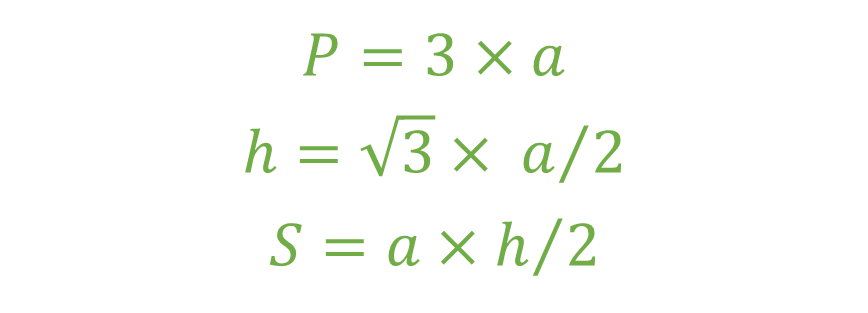 P = 3 × a
h = √3 × a/2
S = a × h/2